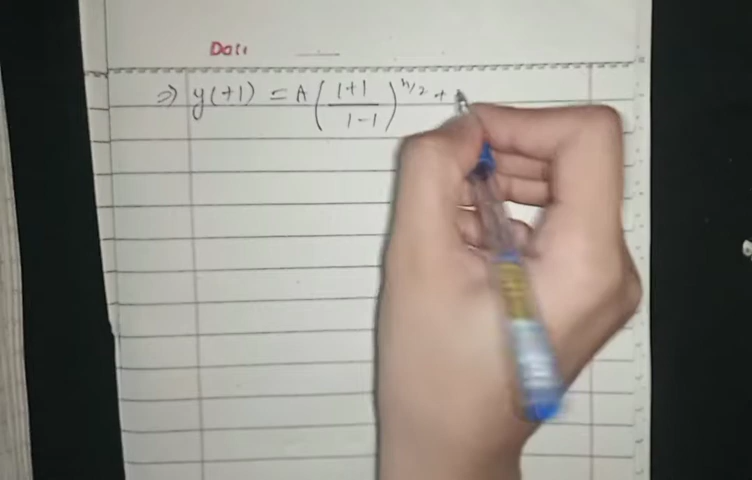 Date
⇒ y(+1) = A ( 1+1 / 1-1 )^n/2 +